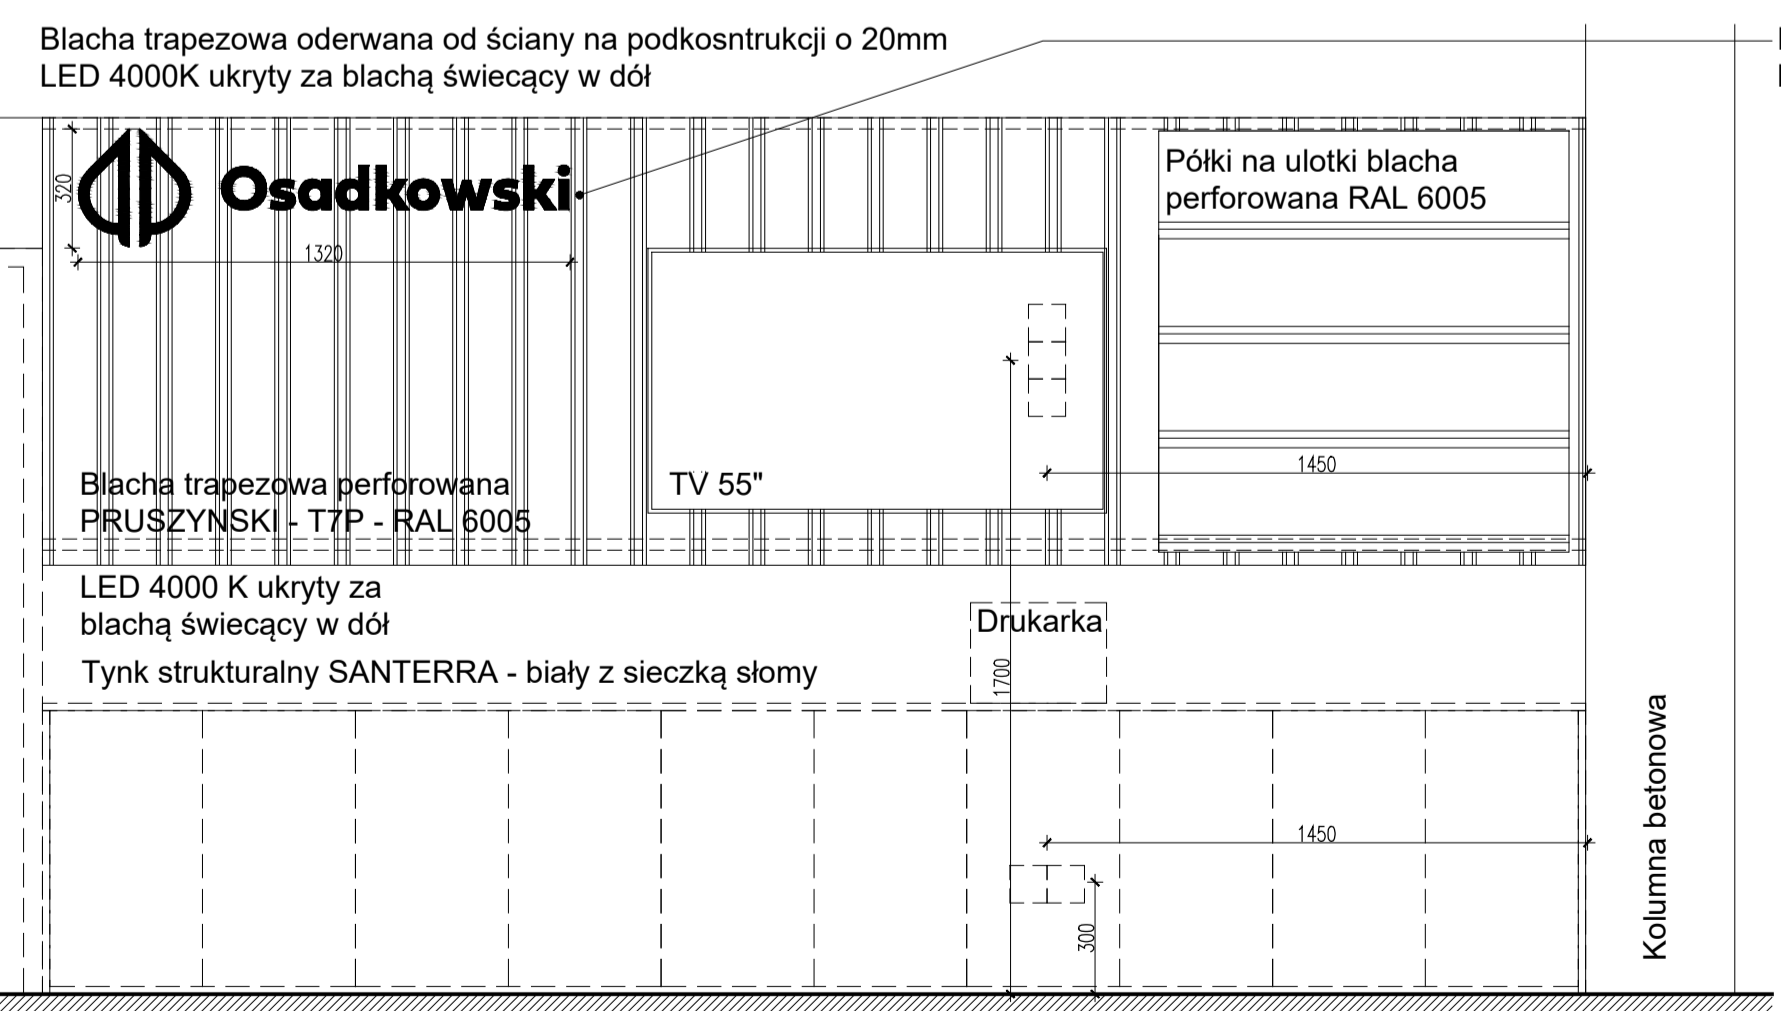 Blacha trapezowa oderwana od ściany na podkosntrukcji o 20mm
LED 4000K ukryty za blachą świecący w dół
320
Osadkowski
1320
Półki na ulotki blacha
perforowana RAL 6005
1450
TV 55"
Blacha trapezowa perforowana
PRUSZYNSKI - T7P - RAL 6005
LED 4000 K ukryty za
blachą świecący w dół
Drukarka
Tynk strukturalny SANTERRA - biały z sieczką słomy
1700
1450
300
Kolumna betonowa